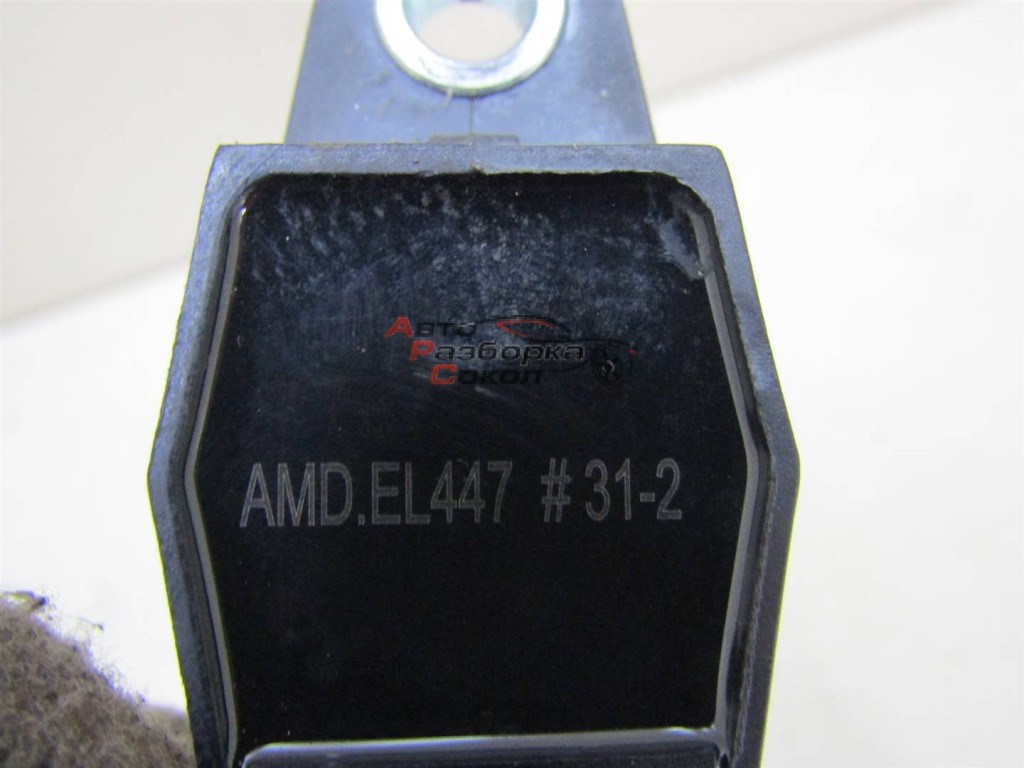 Авто
Разборка
Сокол
AMD.EL447 # 31-2